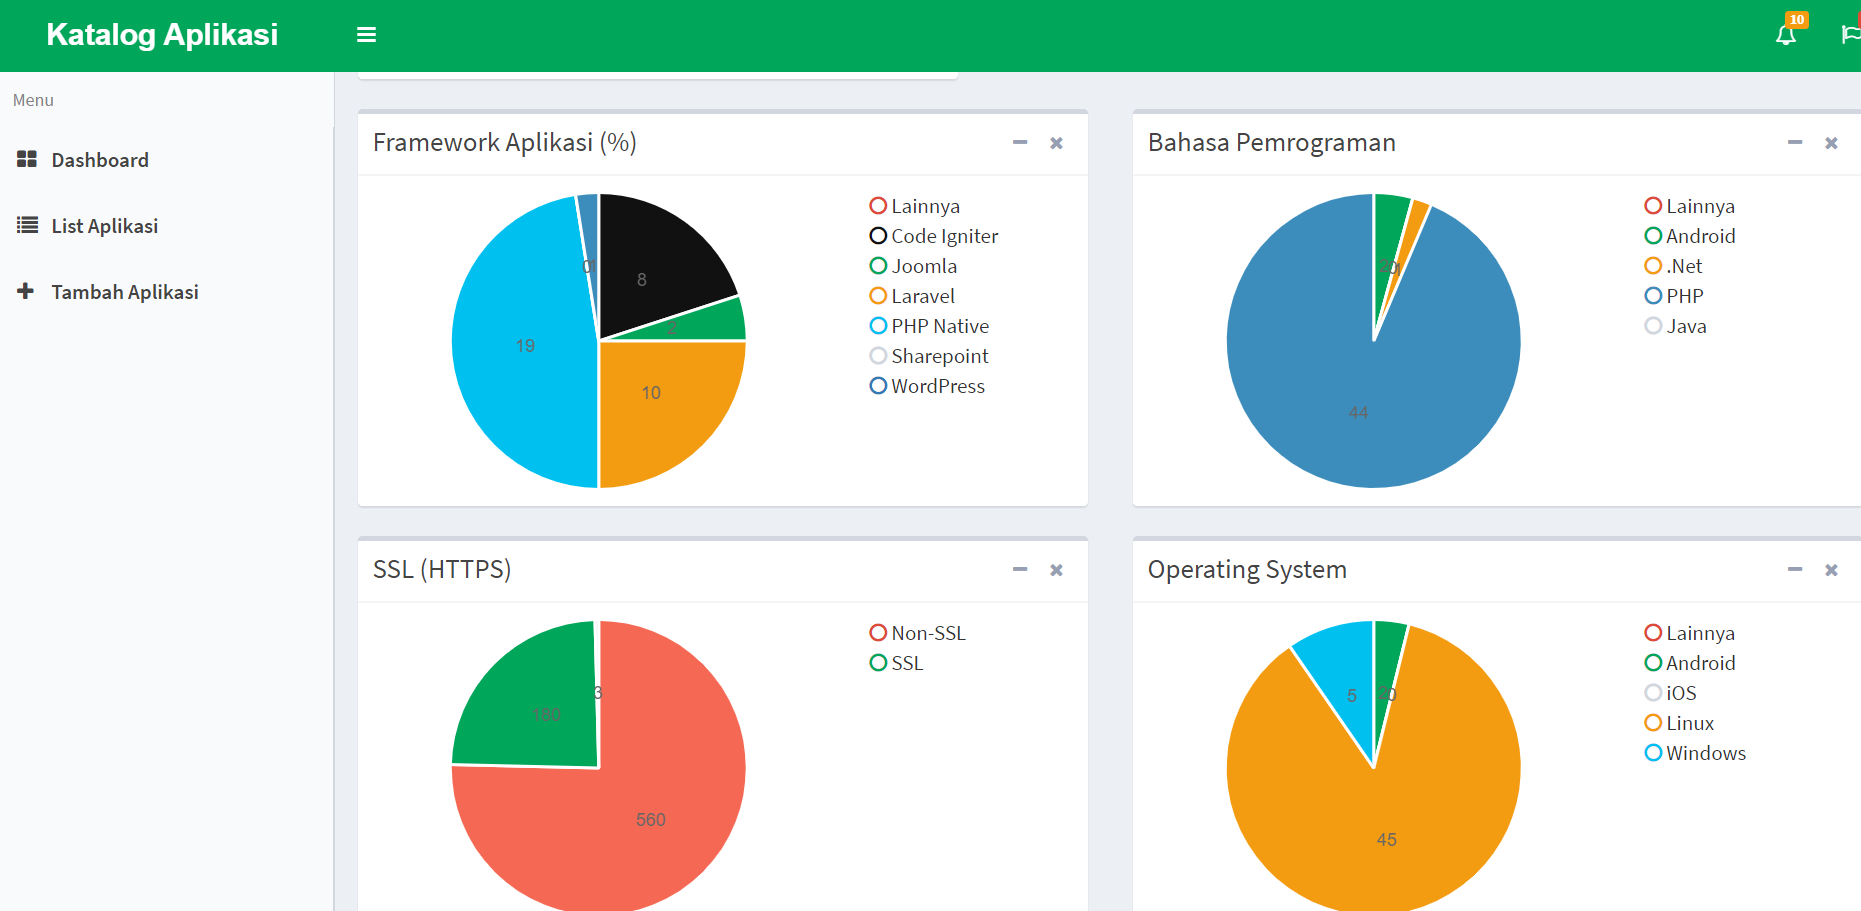 Katalog Aplikasi
10
Menu
Dashboard
List Aplikasi
Tambah Aplikasi
Framework Aplikasi (%)
8
2
19
10
Lainnya
Code Igniter
Joomla
Laravel
PHP Native
Sharepoint
WordPress
Bahasa Pemrograman
44
Lainnya
Android
.Net
PHP
Java
SSL (HTTPS)
3
180
560
Non-SSL
SSL
Operating System
5
45
Lainnya
Android
iOS
Linux
Windows